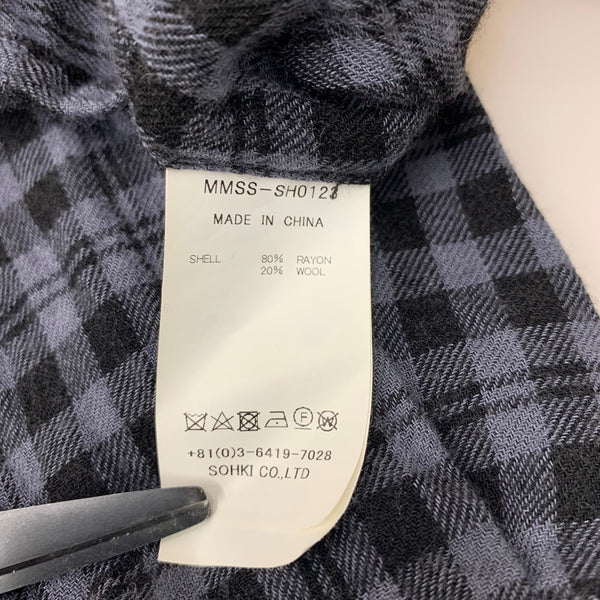 MMSS-SH0123
MADE IN CHINA
SHELL 80% RAYON
20% WOOL
F W
+81(0)3-6419-7028
SOHKI CO.,LTD